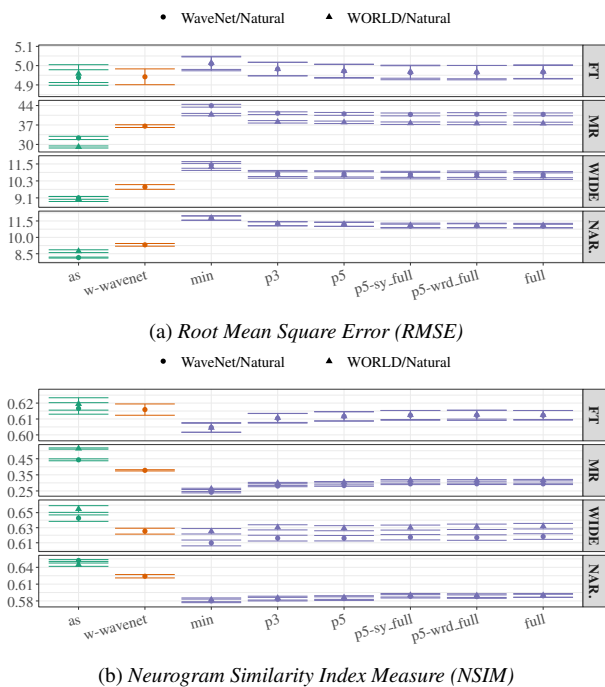 WaveNet/Natural WORLD/Natural
5.1
5.0
4.9
FT
44
37
30
MR
11.5
10.3
9.1
WIDE
11.5
10.0
8.5
NAR.
as w-wavenet min p3 p5 p5-sy_full p5-wrd_full full
(a) Root Mean Square Error (RMSE)
WaveNet/Natural WORLD/Natural
0.62
0.61
0.60
FT
0.45
0.35
0.25
MR
0.65
0.63
0.61
WIDE
0.64
0.61
0.58
NAR.
as w-wavenet min p3 p5 p5-sy_full p5-wrd_full full
(b) Neurogram Similarity Index Measure (NSIM)